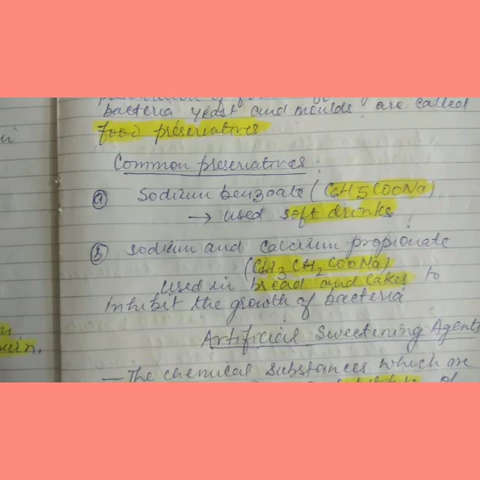 bacteria yeast and moulds are called
food preservatives
Common preservatives:
(a) Sodium benzoate (C6H5COONa)
→ used soft drinks
(b) sodium and calcium propionate
(CH3CH2COONa)
used in bread and cakes to
inhibit the growth of bacteria
Artificial Sweetening Agents
— The chemical substances which are
of